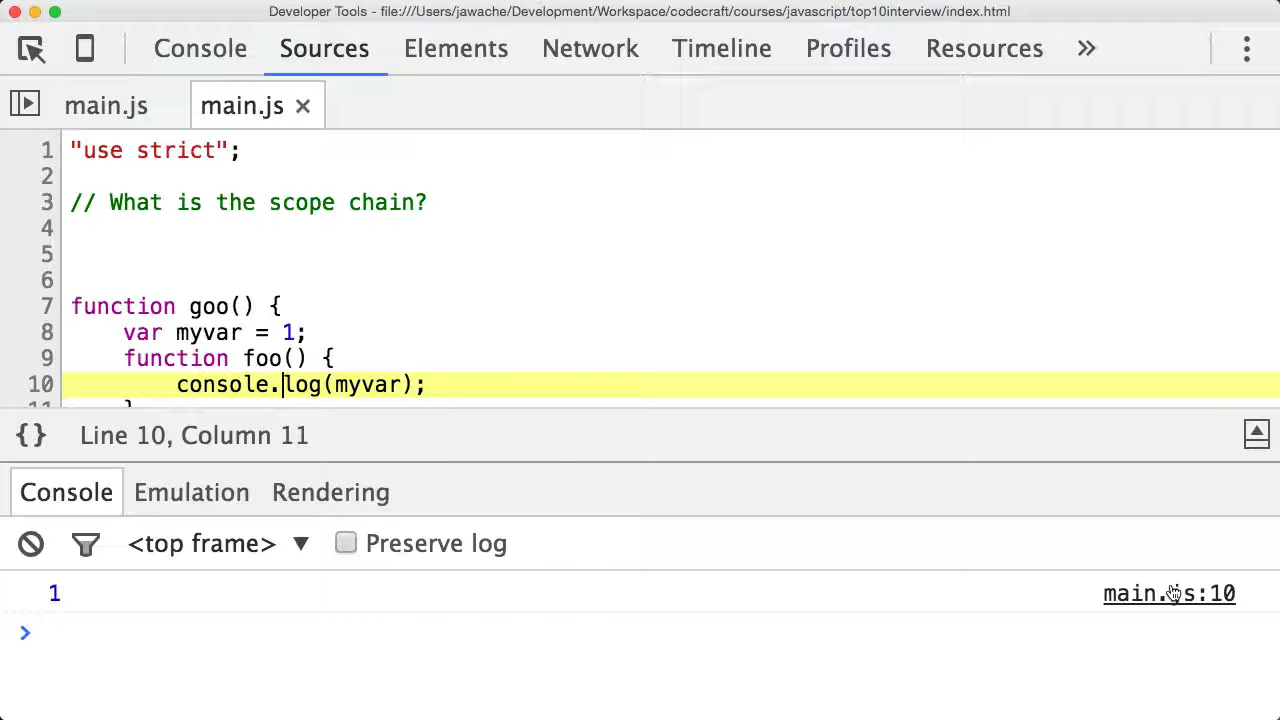 Developer Tools - file:///Users/jawache/Development/Workspace/codecraft/courses/javascript/top10interview/index.html
Console Sources Elements Network Timeline Profiles Resources »
main.js main.js ×
1 "use strict";
2
3 // What is the scope chain?
4
5
6
7 function goo() {
8 var myvar = 1;
9 function foo() {
10 console.log(myvar);
11 }
{} Line 10, Column 11
Console Emulation Rendering
<top frame> ▼ Preserve log
1 main.js:10
>